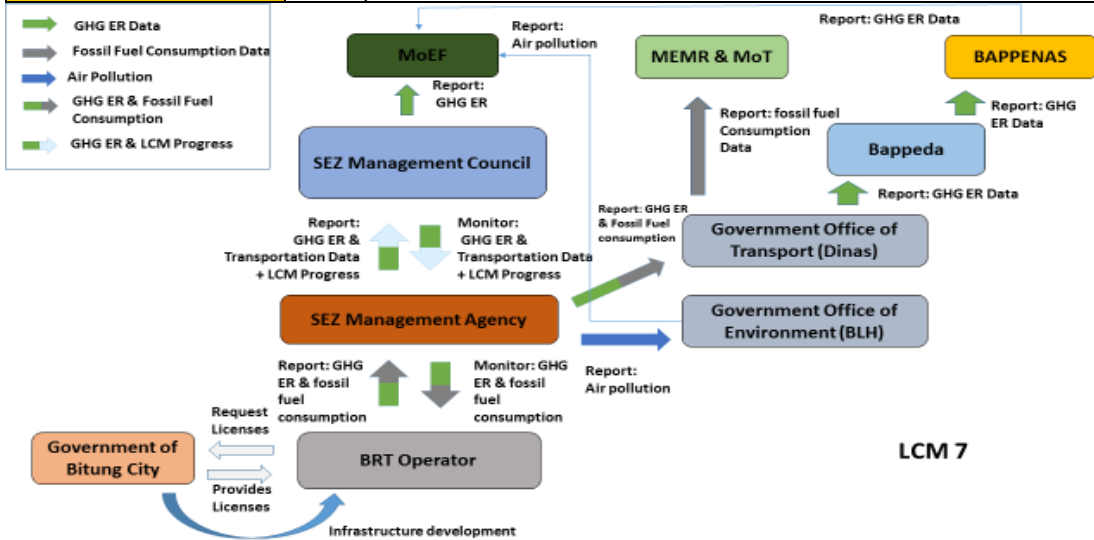 GHG ER Data
Fossil Fuel Consumption Data
Air Pollution
GHG ER & Fossil Fuel
Consumption
GHG ER & LCM Progress
MoEF
Report:
Air pollution
MEMR & MoT
Report: GHG ER Data
BAPPENAS
Report:
GHG ER
Report: fossil fuel
Consumption
Data
Report: GHG
ER Data
Bappeda
SEZ Management Council
Report: GHG ER Data
Report:
GHG ER &
Transportation Data
+ LCM Progress
Monitor:
GHG ER &
Transportation Data
+ LCM Progress
Report: GHG ER
& Fossil Fuel
consumption
Government Office of
Transport (Dinas)
SEZ Management Agency
Government Office of
Environment (BLH)
Report:
Air pollution
Report: GHG
ER & fossil
fuel
consumption
Monitor: GHG
ER & fossil
fuel
consumption
Request
Licenses
Government of
Bitung City
BRT Operator
Provides
Licenses
Infrastructure development
LCM 7